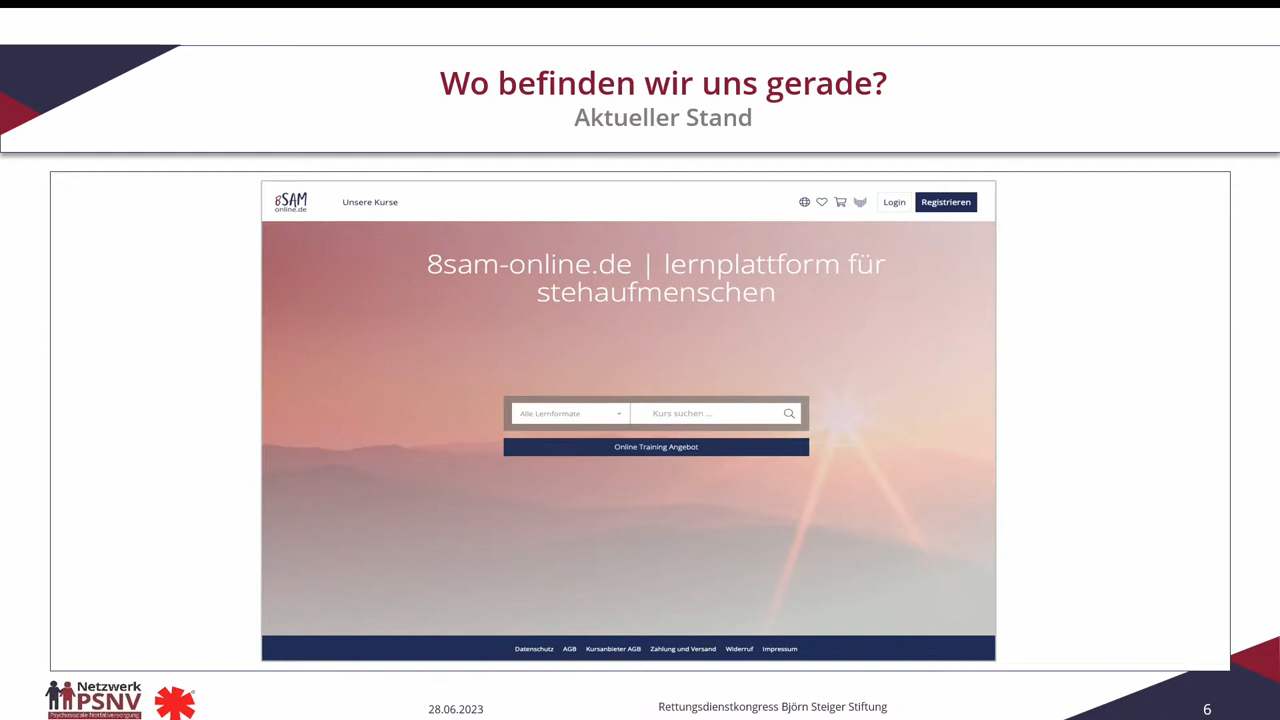 Wo befinden wir uns gerade?
Aktueller Stand
8SAM
online.de
Unsere Kurse
Login
Registrieren
8sam-online.de | lernplattform für
stehaufmenschen
Alle Lernformate
Kurs suchen ...
Online Training Angebot
Datenschutz AGB Kursanbieter AGB Zahlung und Versand Widerruf Impressum
Netzwerk
PSNV
Psychosoziale Notfallversorgung
28.06.2023
Rettungsdienstkongress Björn Steiger Stiftung
6